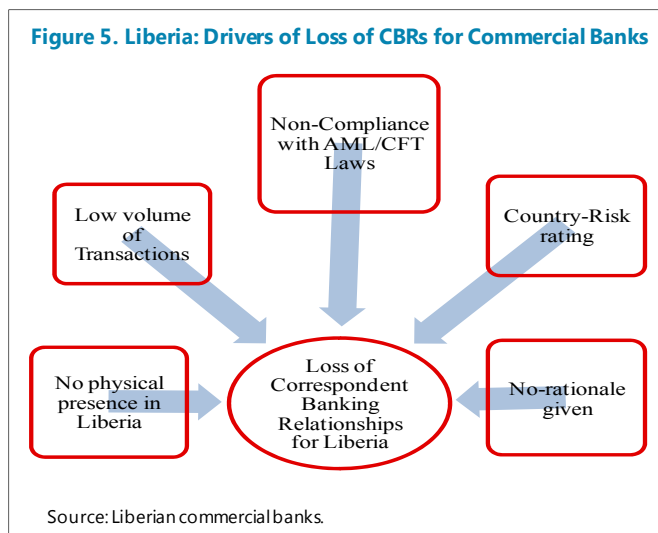 Figure 5. Liberia: Drivers of Loss of CBRs for Commercial Banks
Non-Compliance
with AML/CFT
Laws
Low volume
of
Transactions
Country-Risk
rating
No physical
presence in
Liberia
Loss of
Correspondent
Banking
Relationships
for Liberia
No-rationale
given
Source: Liberian commercial banks.